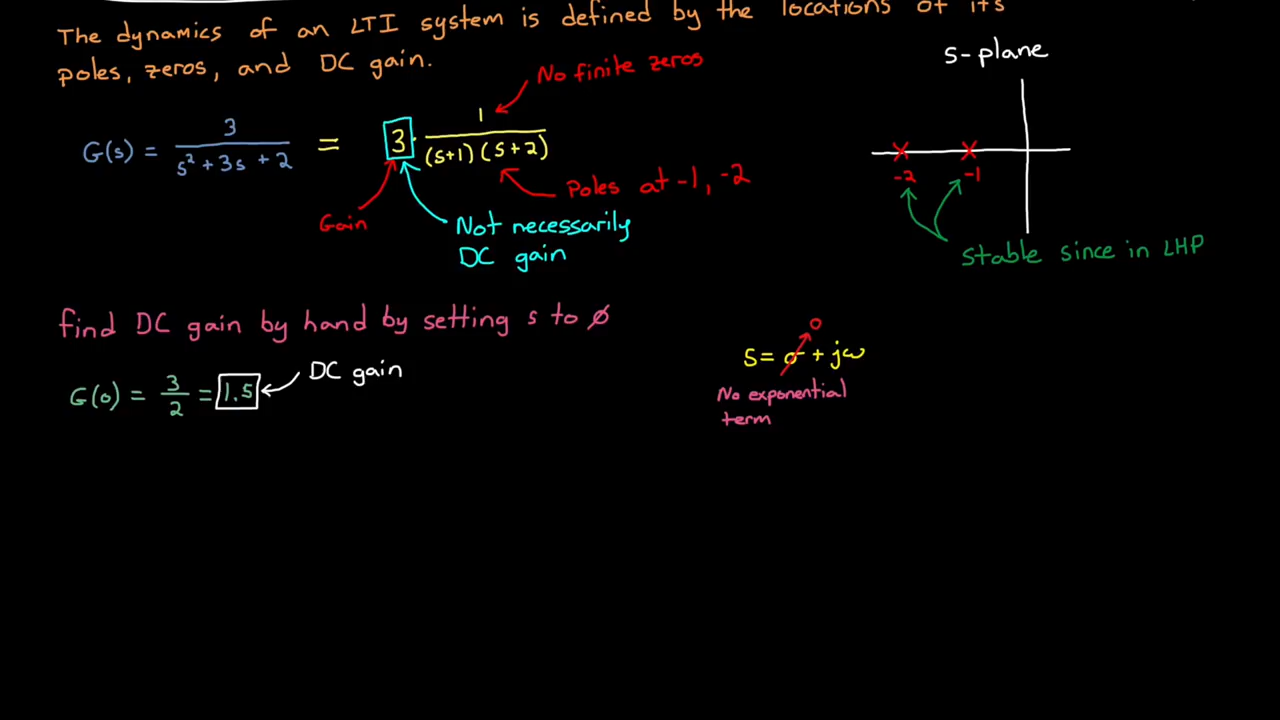 The dynamics of an LTI system is defined by the locations of its
poles, zeros, and DC gain.
No finite zeros
S-plane
G(s) = 3 / (s² + 3s + 2) = 3 · 1 / ((s+1)(s+2))
-2 -1
Poles at -1, -2
Gain
Not necessarily
DC gain
Stable since in LHP
find DC gain by hand by setting s to 0
G(0) = 3/2 = 1.5
DC gain
0
S = σ + jω
No exponential
term